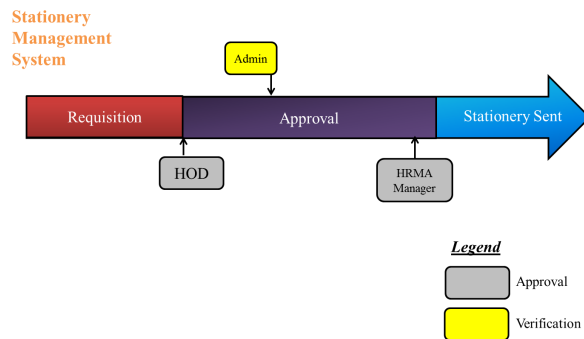 Stationery
Management
System
Admin
Requisition
Approval
Stationery Sent
HOD
HRMA
Manager
Legend
Approval
Verification